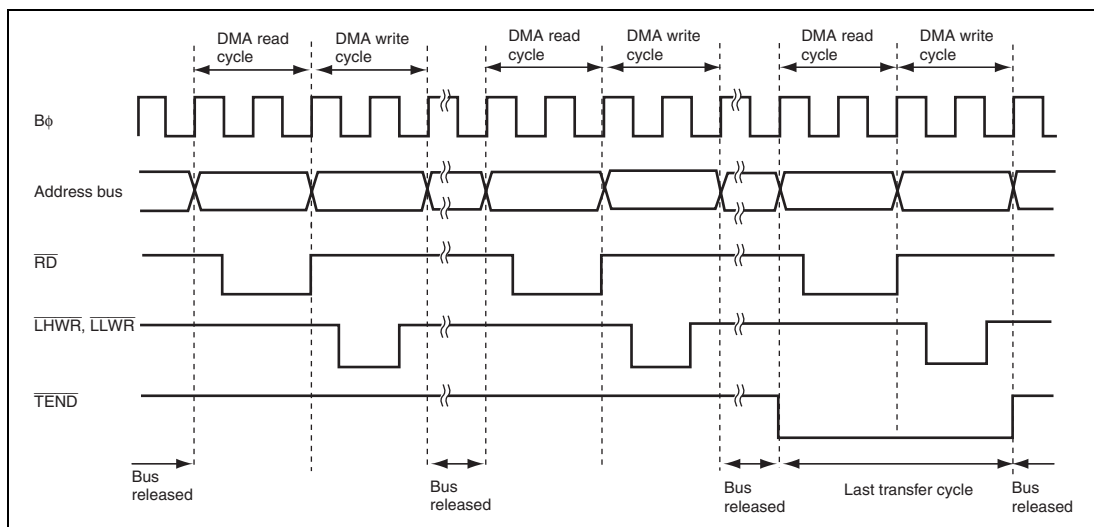 DMA read cycle
DMA write cycle
DMA read cycle
DMA write cycle
DMA read cycle
DMA write cycle
Bϕ
Address bus
RD
LHWR, LLWR
TEND
Bus released
Bus released
Bus released
Last transfer cycle
Bus released